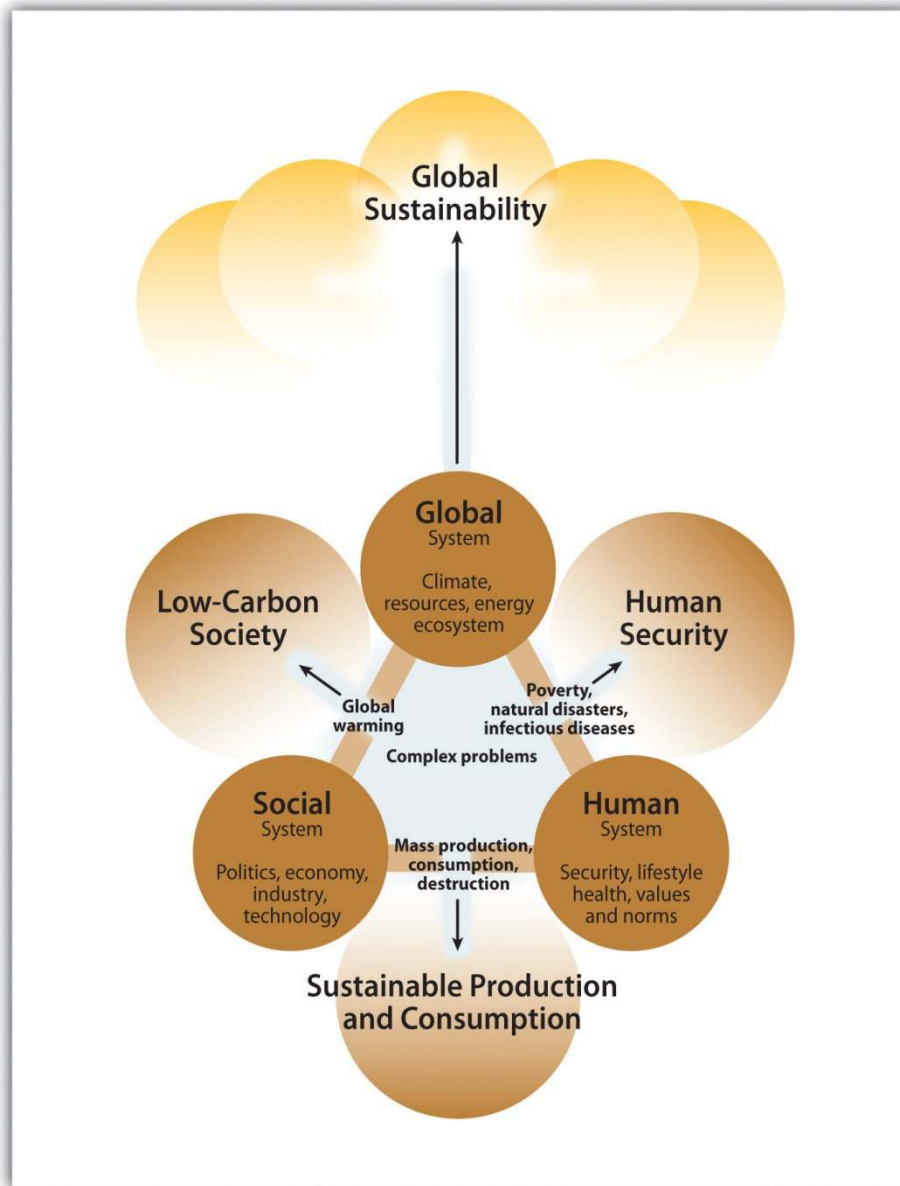 Global
Sustainability
Global
System
Climate,
resources, energy
ecosystem
Low-Carbon
Society
Human
Security
Global
warming
Poverty,
natural disasters,
infectious diseases
Complex problems
Social
System
Politics, economy,
industry,
technology
Mass production,
consumption,
destruction
Human
System
Security, lifestyle
health, values
and norms
Sustainable Production
and Consumption